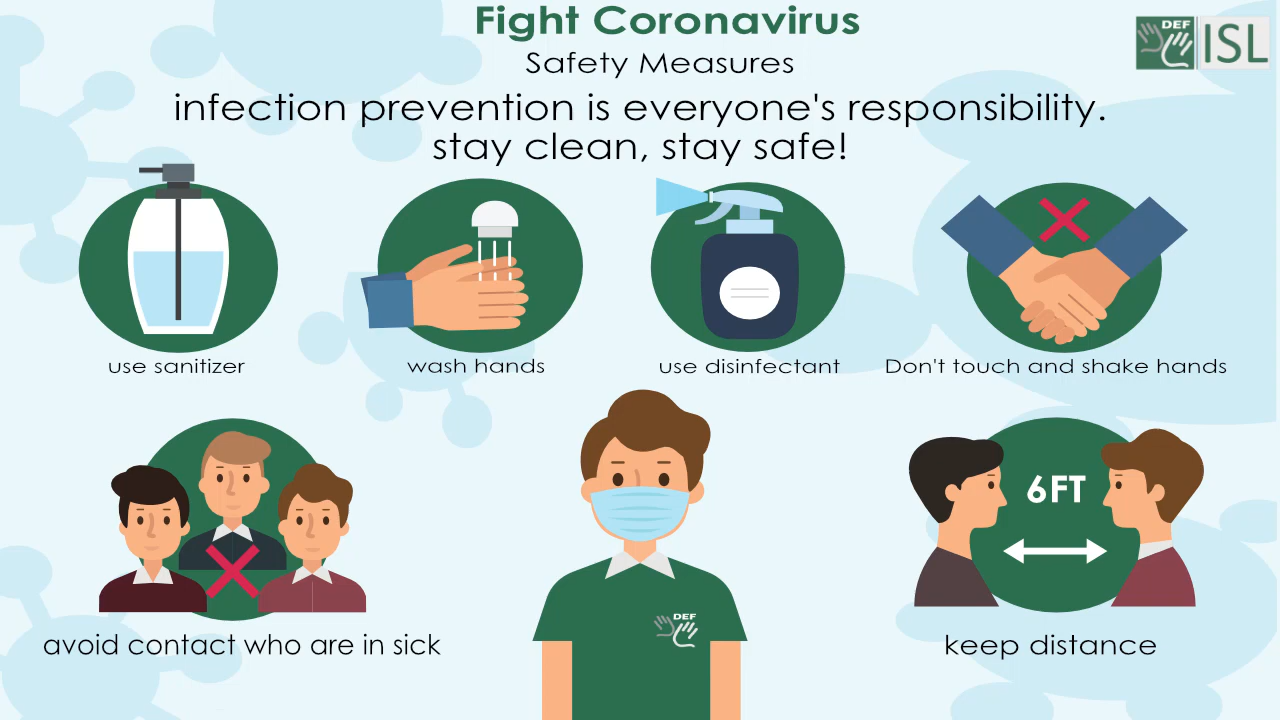 Fight Coronavirus
DEF
ISL
Safety Measures
infection prevention is everyone's responsibility.
stay clean, stay safe!
use sanitizer
wash hands
use disinfectant
Don't touch and shake hands
6FT
DEF
avoid contact who are in sick
keep distance